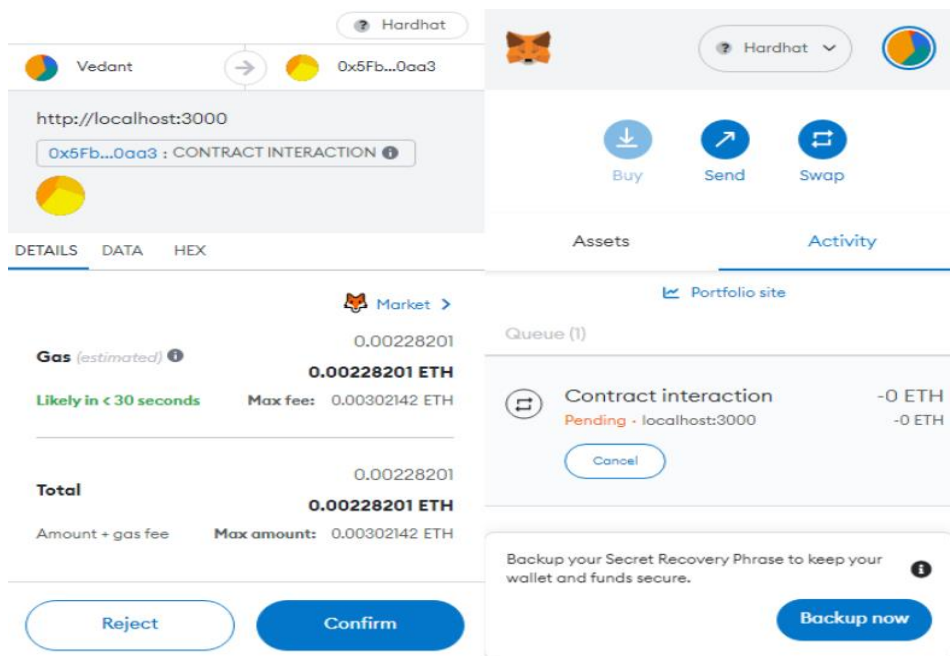 Hardhat
Vedant
0x5Fb...0aa3
http://localhost:3000
0x5Fb...0aa3 : CONTRACT INTERACTION
DETAILS DATA HEX
Market >
0.00228201
Gas (estimated) 0.00228201 ETH
Likely in < 30 seconds Max fee: 0.00302142 ETH
0.00228201
Total 0.00228201 ETH
Amount + gas fee Max amount: 0.00302142 ETH
Reject Confirm
Hardhat
Buy Send Swap
Assets Activity
Portfolio site
Queue (1)
Contract interaction -0 ETH
Pending · localhost:3000 -0 ETH
Cancel
Backup your Secret Recovery Phrase to keep your
wallet and funds secure.
Backup now